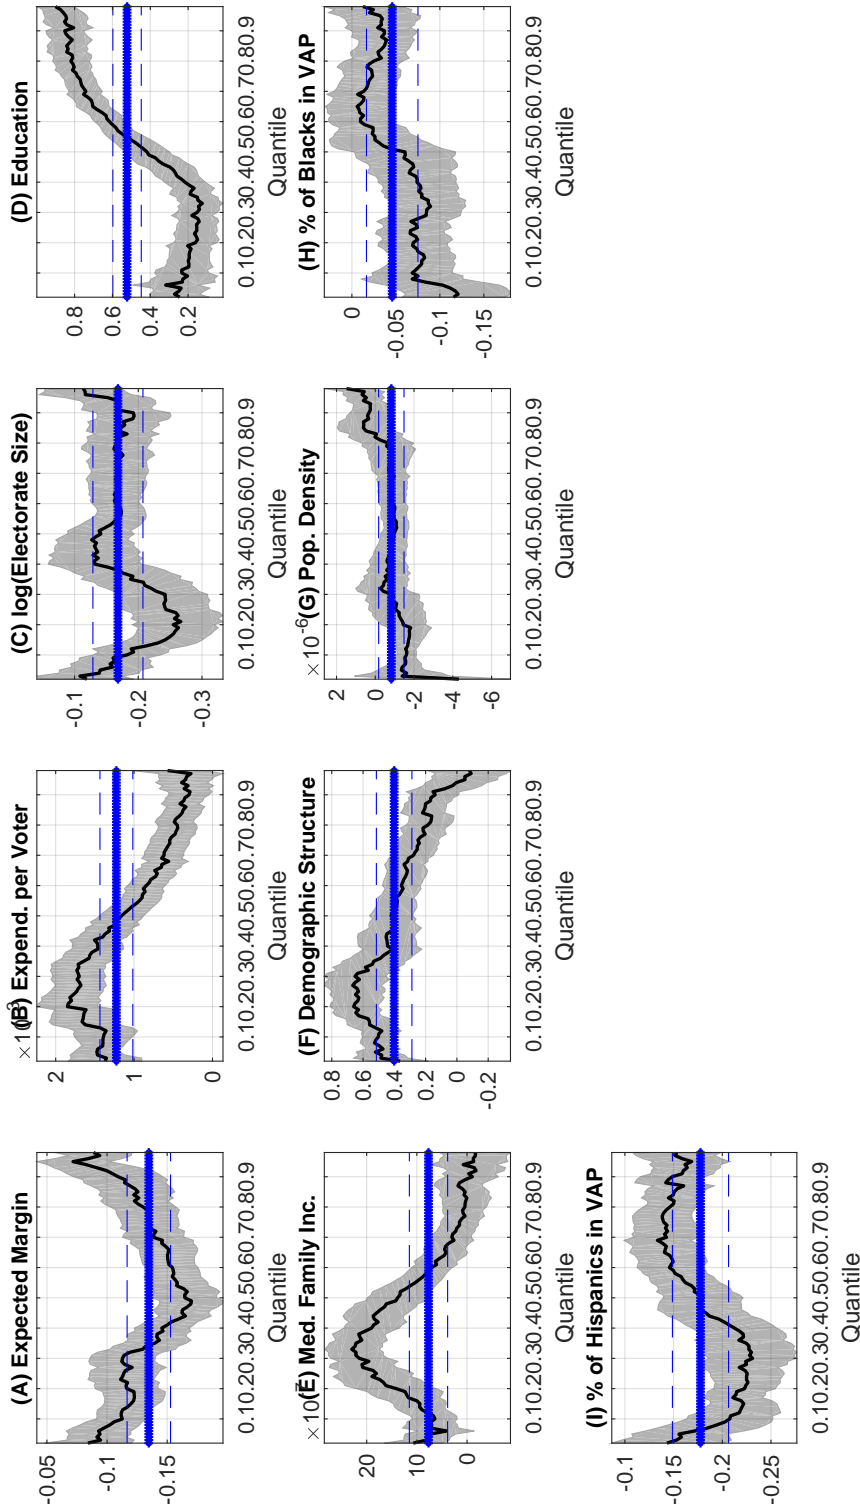 (A) Expected Margin
-0.05
-0.1
-0.15
0.10.20.30.40.50.60.70.80.9
Quantile
×10
(B) Expend. per Voter
2
1
0
0.10.20.30.40.50.60.70.80.9
Quantile
(C) log(Electorate Size)
-0.1
-0.2
-0.3
0.10.20.30.40.50.60.70.80.9
Quantile
(D) Education
0.8
0.6
0.4
0.2
0.10.20.30.40.50.60.70.80.9
Quantile
×10
(E) Med. Family Inc.
20
10
0
0.10.20.30.40.50.60.70.80.9
Quantile
(F) Demographic Structure
0.8
0.6
0.4
0.2
0
-0.2
0.10.20.30.40.50.60.70.80.9
Quantile
×10⁻⁶(G) Pop. Density
2
0
-2
-4
-6
0.10.20.30.40.50.60.70.80.9
Quantile
(H) % of Blacks in VAP
0
-0.05
-0.1
-0.15
0.10.20.30.40.50.60.70.80.9
Quantile
(I) % of Hispanics in VAP
-0.1
-0.15
-0.2
-0.25
0.10.20.30.40.50.60.70.80.9
Quantile